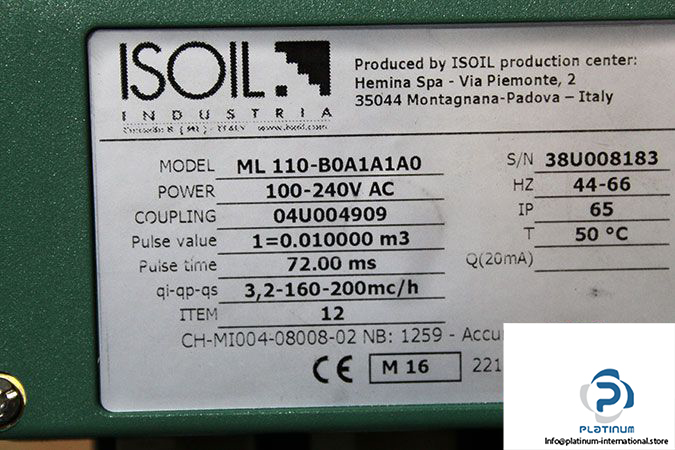 ISOIL
INDUSTRIA
Produced by ISOIL production center:
Hemina Spa - Via Piemonte, 2
35044 Montagnana-Padova – Italy
MODEL ML 110-B0A1A1A0 S/N 38U008183
POWER 100-240V AC HZ 44-66
COUPLING 04U004909 IP 65
Pulse value 1=0.010000 m3 T 50 °C
Pulse time 72.00 ms Q(20mA)
qi-qp-qs 3,2-160-200mc/h
ITEM 12
CH-MI004-08008-02 NB: 1259 - Accu
CE M 16 221
PLATINUM
Info@platinum-international.store